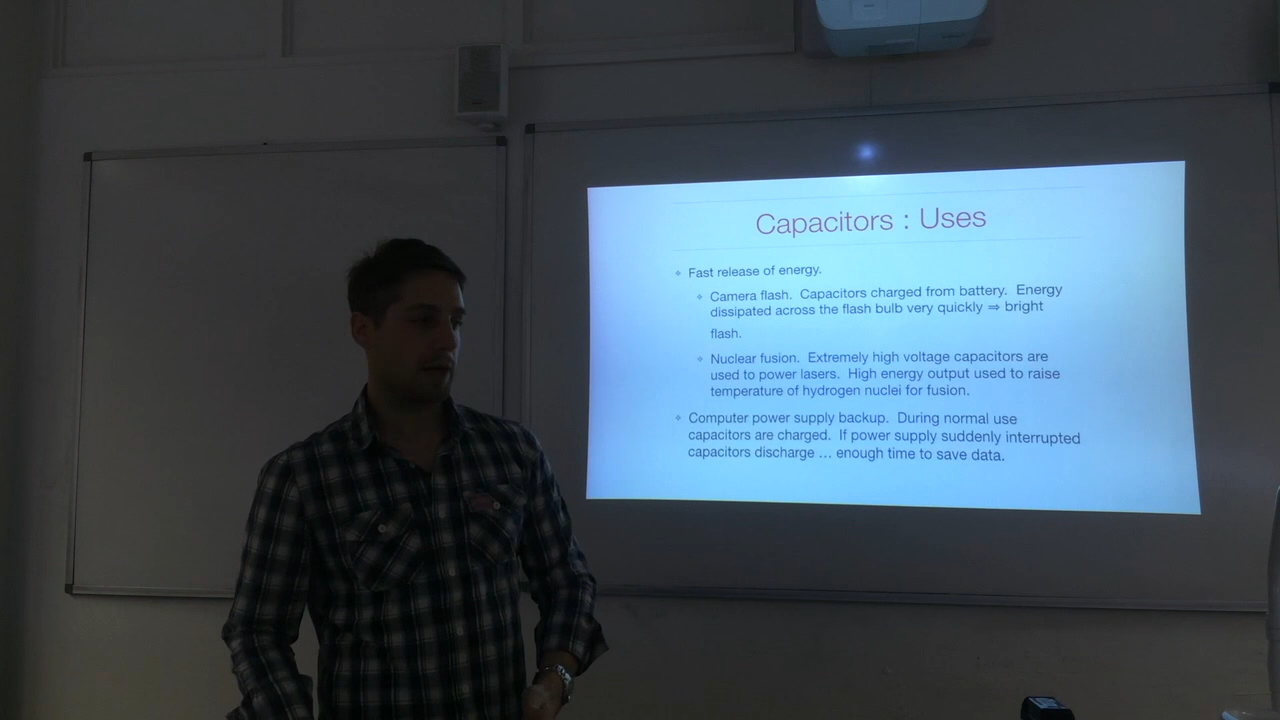 Capacitors : Uses
Fast release of energy.
Camera flash. Capacitors charged from battery. Energy
dissipated across the flash bulb very quickly ⇒ bright
flash.
Nuclear fusion. Extremely high voltage capacitors are
used to power lasers. High energy output used to raise
temperature of hydrogen nuclei for fusion.
Computer power supply backup. During normal use
capacitors are charged. If power supply suddenly interrupted
capacitors discharge ... enough time to save data.